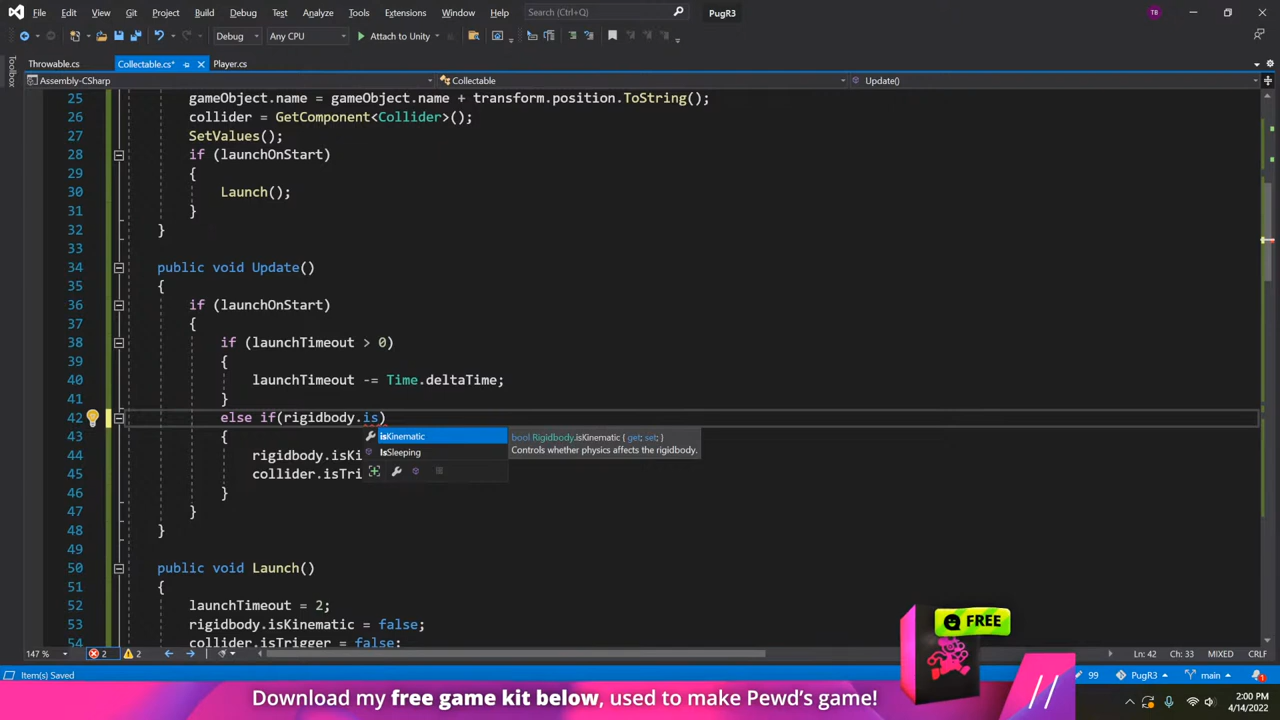 File Edit View Git Project Build Debug Test Analyze Tools Extensions Window Help Search (Ctrl+Q) PugR3 TB
Debug Any CPU Attach to Unity
Toolbox
Throwable.cs Collectable.cs* Player.cs
Assembly-CSharp Collectable Update()
25 gameObject.name = gameObject.name + transform.position.ToString();
26 collider = GetComponent<Collider>();
27 SetValues();
28 if (launchOnStart)
29 {
30 Launch();
31 }
32 }
33
34 public void Update()
35 {
36 if (launchOnStart)
37 {
38 if (launchTimeout > 0)
39 {
40 launchTimeout -= Time.deltaTime;
41 }
42 else if(rigidbody.is)
43 {
isKinematic bool Rigidbody.isKinematic { get; set; }
IsSleeping Controls whether physics affects the rigidbody.
44 rigidbody.isKi
45 collider.isTri
46 }
47 }
48 }
49
50 public void Launch()
51 {
52 launchTimeout = 2;
53 rigidbody.isKinematic = false;
54 collider.isTrigger = false;
147 % 2 2 Ln: 42 Ch: 33 MIXED CRLF
Item(s) Saved 99 PugR3 main 1
FREE
Download my free game kit below, used to make Pewd's game! //
2:00 PM
4/14/2022